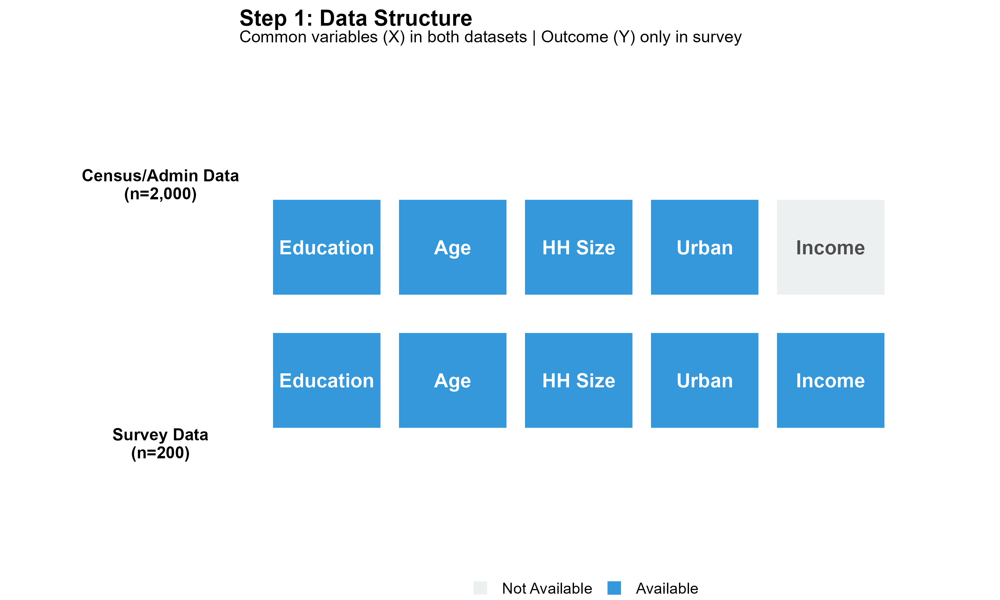 Step 1: Data Structure
Common variables (X) in both datasets | Outcome (Y) only in survey
Census/Admin Data
(n=2,000)
Education
Age
HH Size
Urban
Income
Education
Age
HH Size
Urban
Income
Survey Data
(n=200)
Not Available
Available